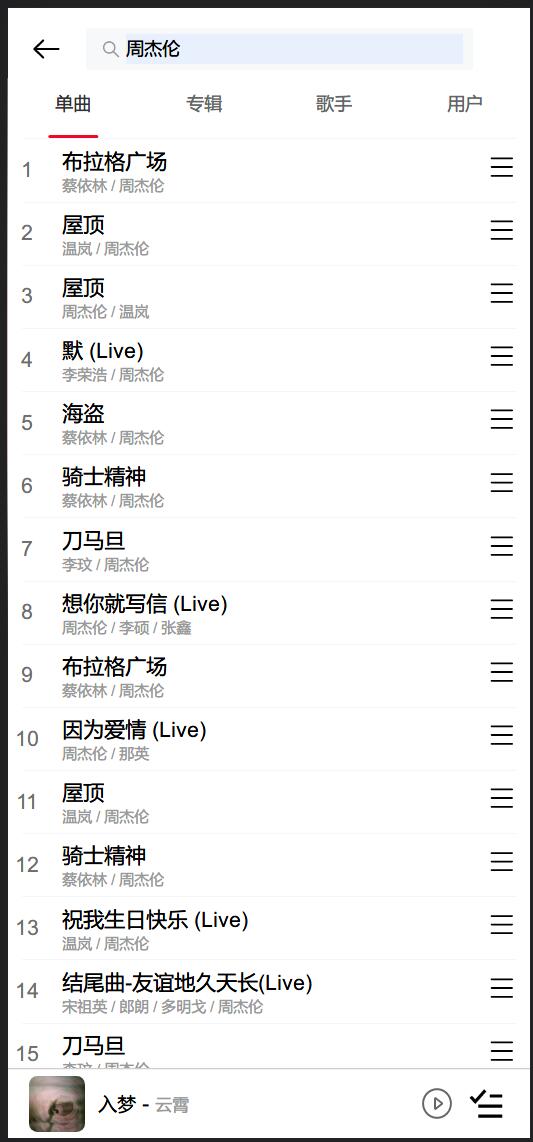 周杰伦
单曲 专辑 歌手 用户
1 布拉格广场
蔡依林 / 周杰伦
2 屋顶
温岚 / 周杰伦
3 屋顶
周杰伦 / 温岚
4 默 (Live)
李荣浩 / 周杰伦
5 海盗
蔡依林 / 周杰伦
6 骑士精神
蔡依林 / 周杰伦
7 刀马旦
李玟 / 周杰伦
8 想你就写信 (Live)
周杰伦 / 李硕 / 张鑫
9 布拉格广场
蔡依林 / 周杰伦
10 因为爱情 (Live)
周杰伦 / 那英
11 屋顶
温岚 / 周杰伦
12 骑士精神
蔡依林 / 周杰伦
13 祝我生日快乐 (Live)
温岚 / 周杰伦
14 结尾曲-友谊地久天长(Live)
宋祖英 / 郎朗 / 多明戈 / 周杰伦
15 刀马旦
李玟 / 周杰伦
入梦 - 云霄